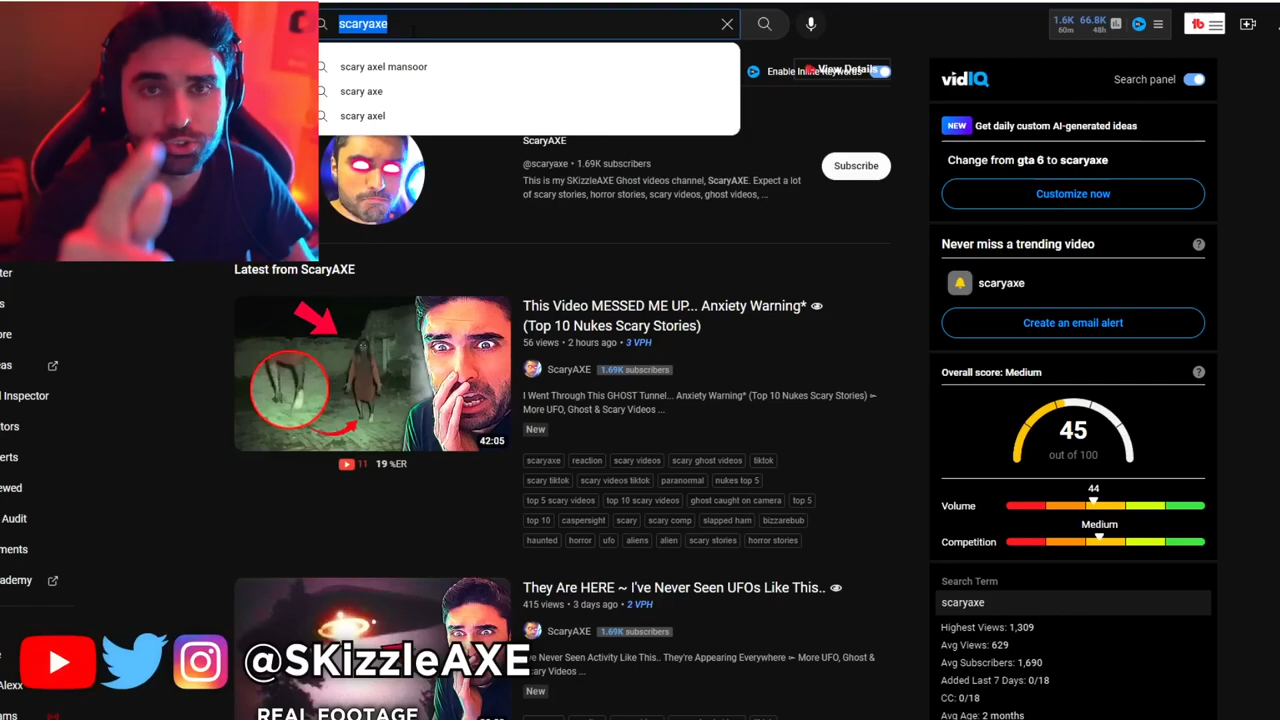 scaryaxe
scary axel mansoor
scary axe
scary axel
1.6K 66.8K
60m 48h
tb
Enable Inline Keywords
View Details
vidIQ
Search panel
NEW Get daily custom AI-generated ideas
Change from gta 6 to scaryaxe
Customize now
Never miss a trending video
scaryaxe
Create an email alert
Overall score: Medium
45
out of 100
44
Volume
Medium
Competition
Search Term
scaryaxe
Highest Views: 1,309
Avg Views: 629
Avg Subscribers: 1,690
Added Last 7 Days: 0/18
CC: 0/18
Avg Age: 2 months
ScaryAXE
@scaryaxe • 1.69K subscribers
This is my SKizzleAXE Ghost videos channel, ScaryAXE. Expect a lot
of scary stories, horror stories, scary videos, ghost videos, ...
Subscribe
Latest from ScaryAXE
This Video MESSED ME UP... Anxiety Warning*
(Top 10 Nukes Scary Stories)
56 views • 2 hours ago • 3 VPH
ScaryAXE 1.69K subscribers
I Went Through This GHOST Tunnel... Anxiety Warning* (Top 10 Nukes Scary Stories) ➳
More UFO, Ghost & Scary Videos ...
New
42:05
11 19 %ER
scaryaxe reaction scary videos scary ghost videos tiktok
scary tiktok scary videos tiktok paranormal nukes top 5
top 5 scary videos top 10 scary videos ghost caught on camera top 5
top 10 caspersight scary scary comp slapped ham bizzarebub
haunted horror ufo aliens alien scary stories horror stories
They Are HERE ~ I've Never Seen UFOs Like This..
415 views • 3 days ago • 2 VPH
ScaryAXE 1.69K subscribers
've Never Seen Activity Like This.. They're Appearing Everywhere ➳ More UFO, Ghost &
cary Videos ...
New
REAL FOOTAGE
@SKizzleAXE
ter
s
ore
eas
l Inspector
tors
erts
ewed
Audit
ments
ademy
Alexx
ams